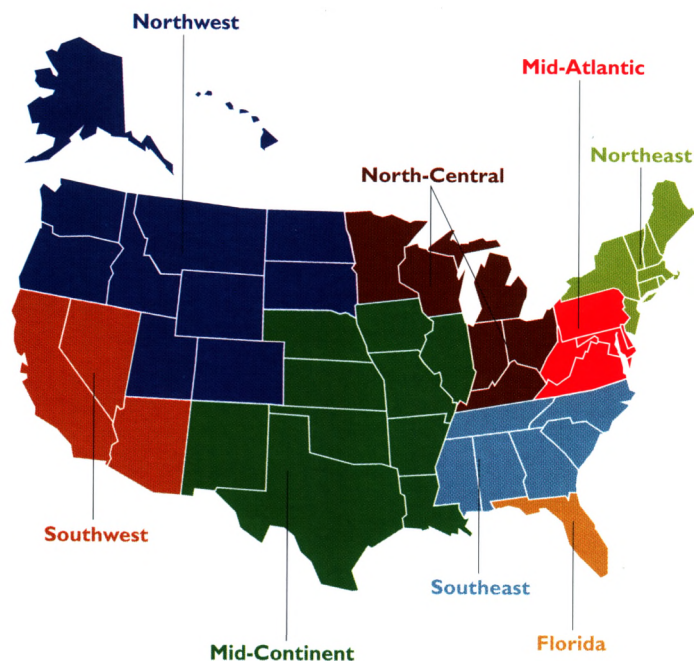 Northwest
Mid-Atlantic
Northeast
North-Central
Southwest
Southeast
Florida
Mid-Continent